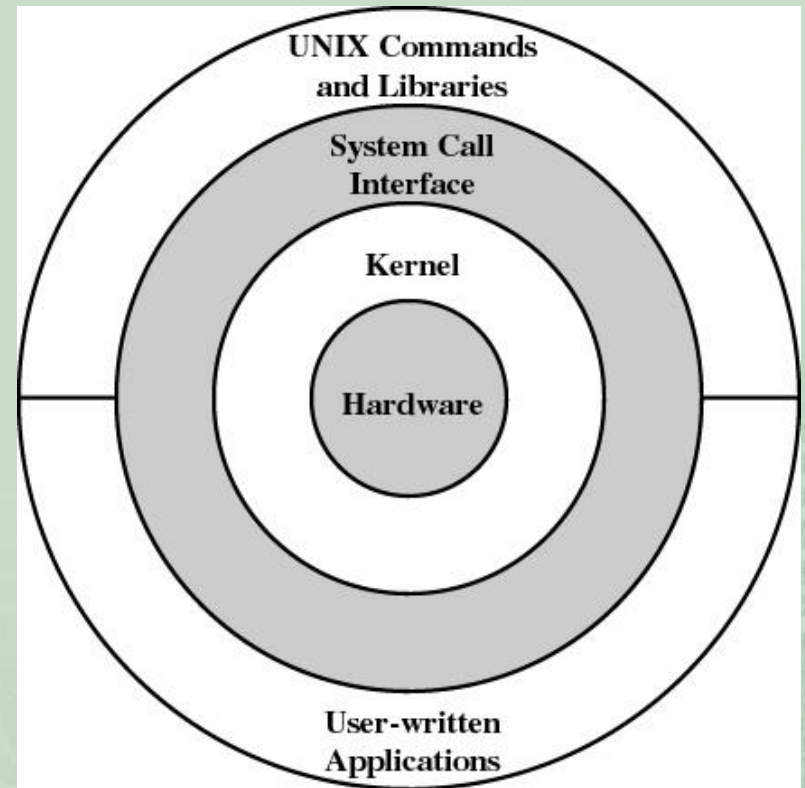 UNIX Commands
and Libraries
System Call
Interface
Kernel
Hardware
User-written
Applications